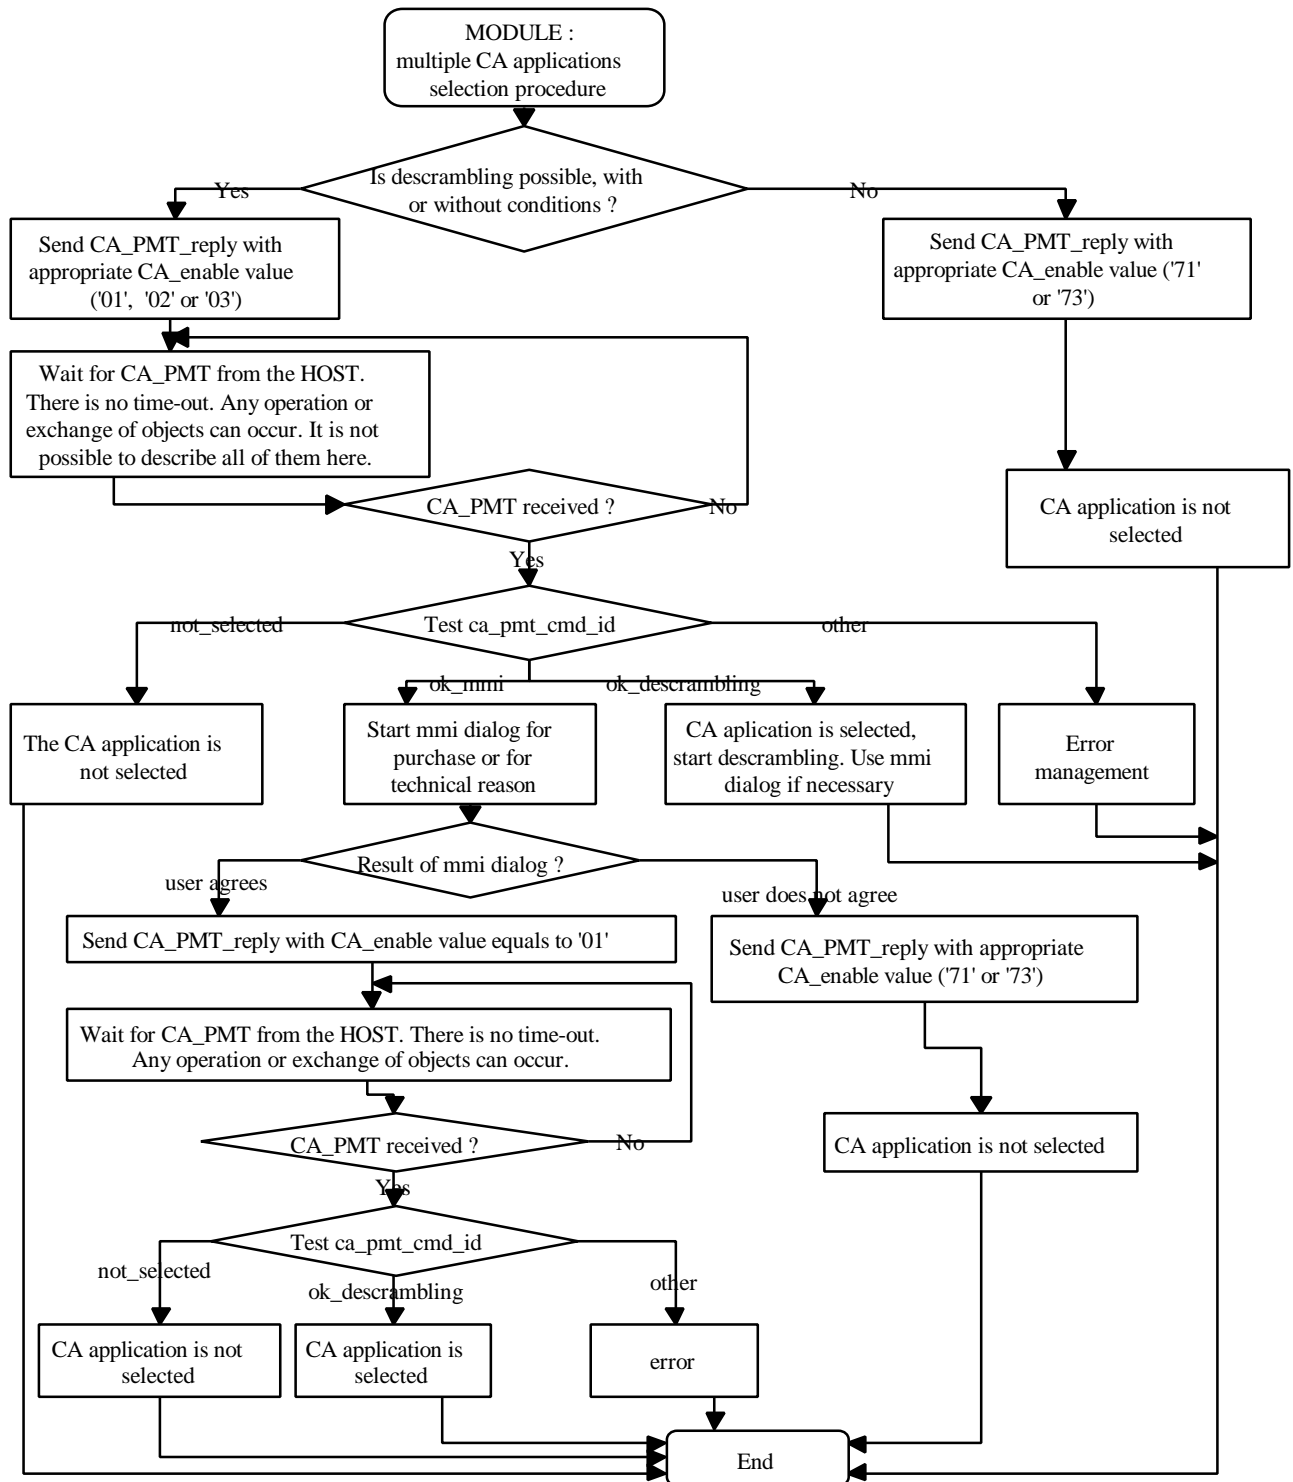 MODULE :
multiple CA applications
selection procedure
Is descrambling possible, with
or without conditions ?
Yes
No
Send CA_PMT_reply with
appropriate CA_enable value
('01', '02' or '03')
Send CA_PMT_reply with
appropriate CA_enable value ('71'
or '73')
Wait for CA_PMT from the HOST.
There is no time-out. Any operation or
exchange of objects can occur. It is not
possible to describe all of them here.
CA_PMT received ?
No
CA application is not
selected
Yes
Test ca_pmt_cmd_id
not_selected
other
ok_mmi
ok_descrambling
The CA application is
not selected
Start mmi dialog for
purchase or for
technical reason
CA aplication is selected,
start descrambling. Use mmi
dialog if necessary
Error
management
Result of mmi dialog ?
user agrees
user does not agree
Send CA_PMT_reply with CA_enable value equals to '01'
Send CA_PMT_reply with appropriate
CA_enable value ('71' or '73')
Wait for CA_PMT from the HOST. There is no time-out.
Any operation or exchange of objects can occur.
CA_PMT received ?
No
CA application is not selected
Yes
Test ca_pmt_cmd_id
not_selected
ok_descrambling
other
CA application is not
selected
CA application is
selected
error
End